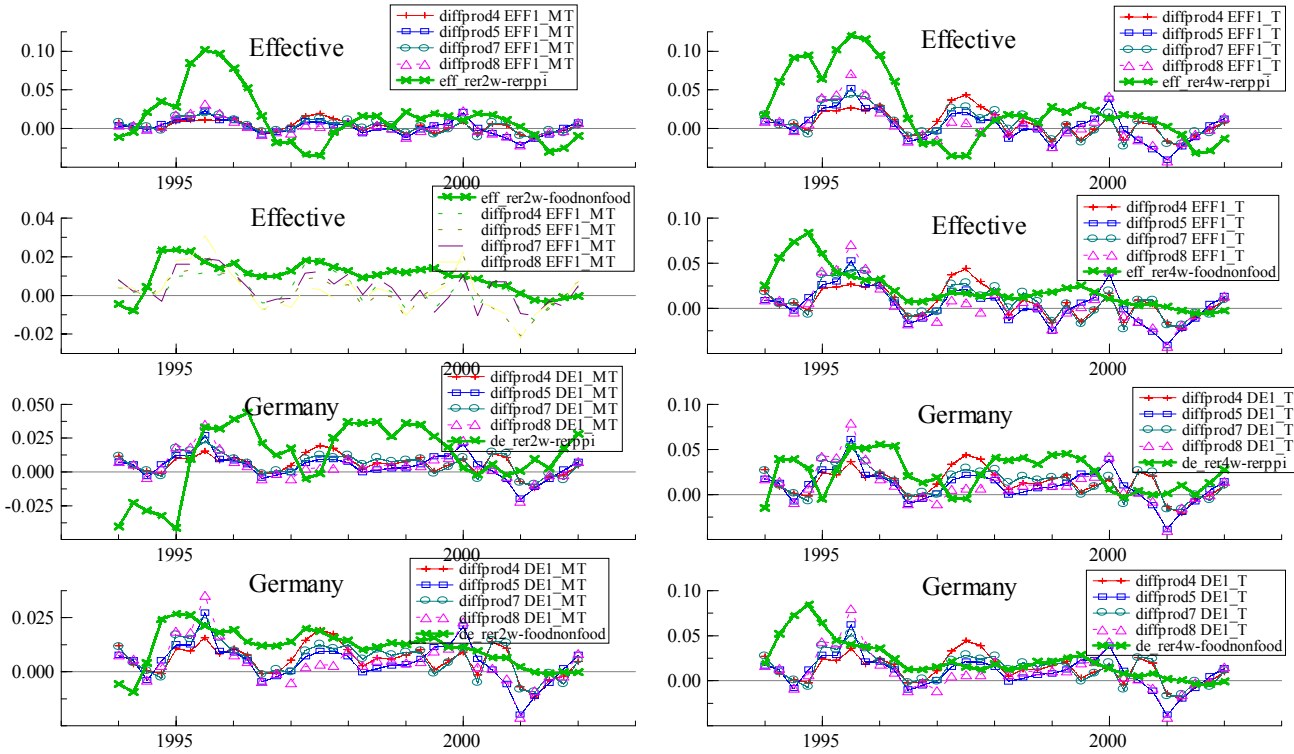 diffprod4 EFF1_MT
diffprod5 EFF1_MT
diffprod7 EFF1_MT
diffprod8 EFF1_MT
eff_rer2w-rerppi
Effective
0.10
0.05
0.00
1995
2000
diffprod4 EFF1_T
diffprod5 EFF1_T
diffprod7 EFF1_T
diffprod8 EFF1_T
eff_rer4w-rerppi
Effective
0.10
0.05
0.00
1995
2000
eff_rer2w-foodnonfood
diffprod4 EFF1_MT
diffprod5 EFF1_MT
diffprod7 EFF1_MT
diffprod8 EFF1_MT
Effective
0.04
0.02
0.00
-0.02
1995
2000
diffprod4 EFF1_T
diffprod5 EFF1_T
diffprod7 EFF1_T
diffprod8 EFF1_T
eff_rer4w-foodnonfood
Effective
0.10
0.05
0.00
1995
2000
diffprod4 DE1_MT
diffprod5 DE1_MT
diffprod7 DE1_MT
diffprod8 DE1_MT
de_rer2w-rerppi
Germany
0.050
0.025
0.000
-0.025
1995
2000
diffprod4 DE1_T
diffprod5 DE1_T
diffprod7 DE1_T
diffprod8 DE1_T
de_rer4w-rerppi
Germany
0.10
0.05
0.00
1995
2000
diffprod4 DE1_MT
diffprod5 DE1_MT
diffprod7 DE1_MT
diffprod8 DE1_MT
de_rer2w-foodnonfood
Germany
0.025
0.000
1995
2000
diffprod4 DE1_T
diffprod5 DE1_T
diffprod7 DE1_T
diffprod8 DE1_T
de_rer4w-foodnonfood
Germany
0.10
0.05
0.00
1995
2000